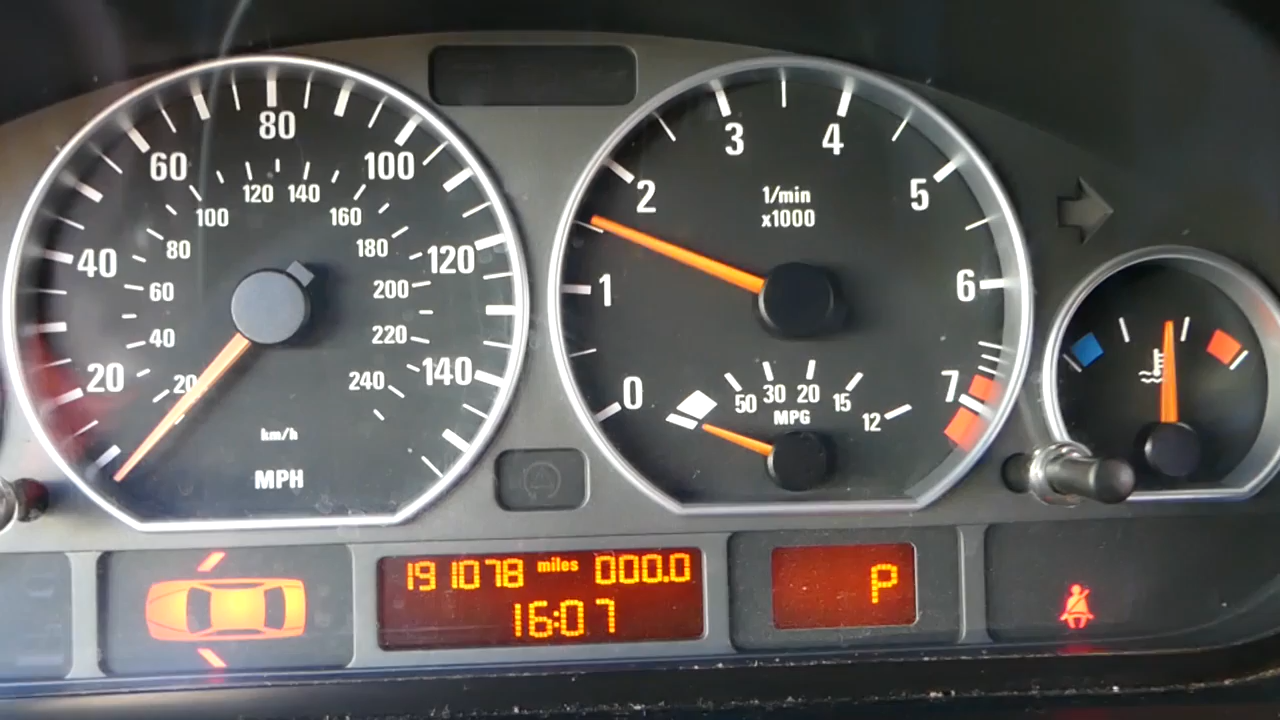 20 40 60 80 100 120 140
20 40 60 80 100 120 140 160 180 200 220 240
km/h
MPH
0 1 2 3 4 5 6 7
1/min
x1000
50 30 20 15 12
MPG
191078 miles 000.0
16:07
P